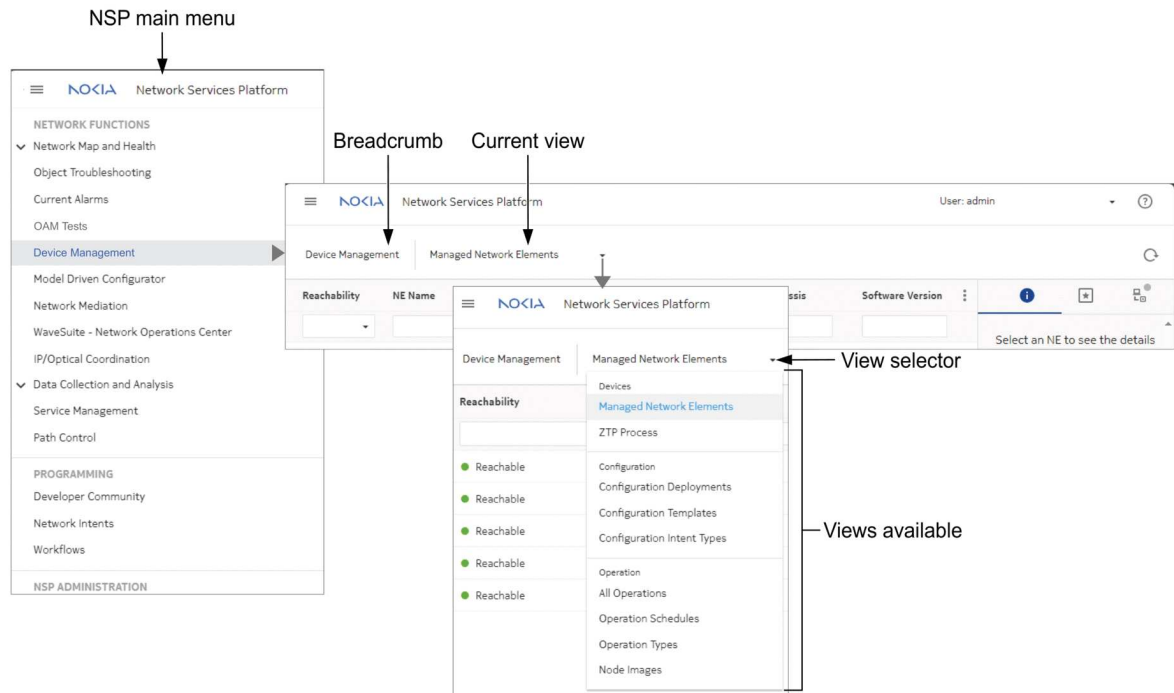 NSP main menu
NOKIA Network Services Platform
NETWORK FUNCTIONS
Network Map and Health
Object Troubleshooting
Current Alarms
OAM Tests
Device Management
Model Driven Configurator
Network Mediation
WaveSuite - Network Operations Center
IP/Optical Coordination
Data Collection and Analysis
Service Management
Path Control
PROGRAMMING
Developer Community
Network Intents
Workflows
NSP ADMINISTRATION
Breadcrumb Current view
NOKIA Network Services Platform User: admin ?
Device Management Managed Network Elements
Reachability NE Name ssis Software Version
Select an NE to see the details
NOKIA Network Services Platform
Device Management Managed Network Elements
View selector
Reachability
Reachable
Reachable
Reachable
Reachable
Reachable
Devices
Managed Network Elements
ZTP Process
Configuration
Configuration Deployments
Configuration Templates
Configuration Intent Types
Operation
All Operations
Operation Schedules
Operation Types
Node Images
Views available